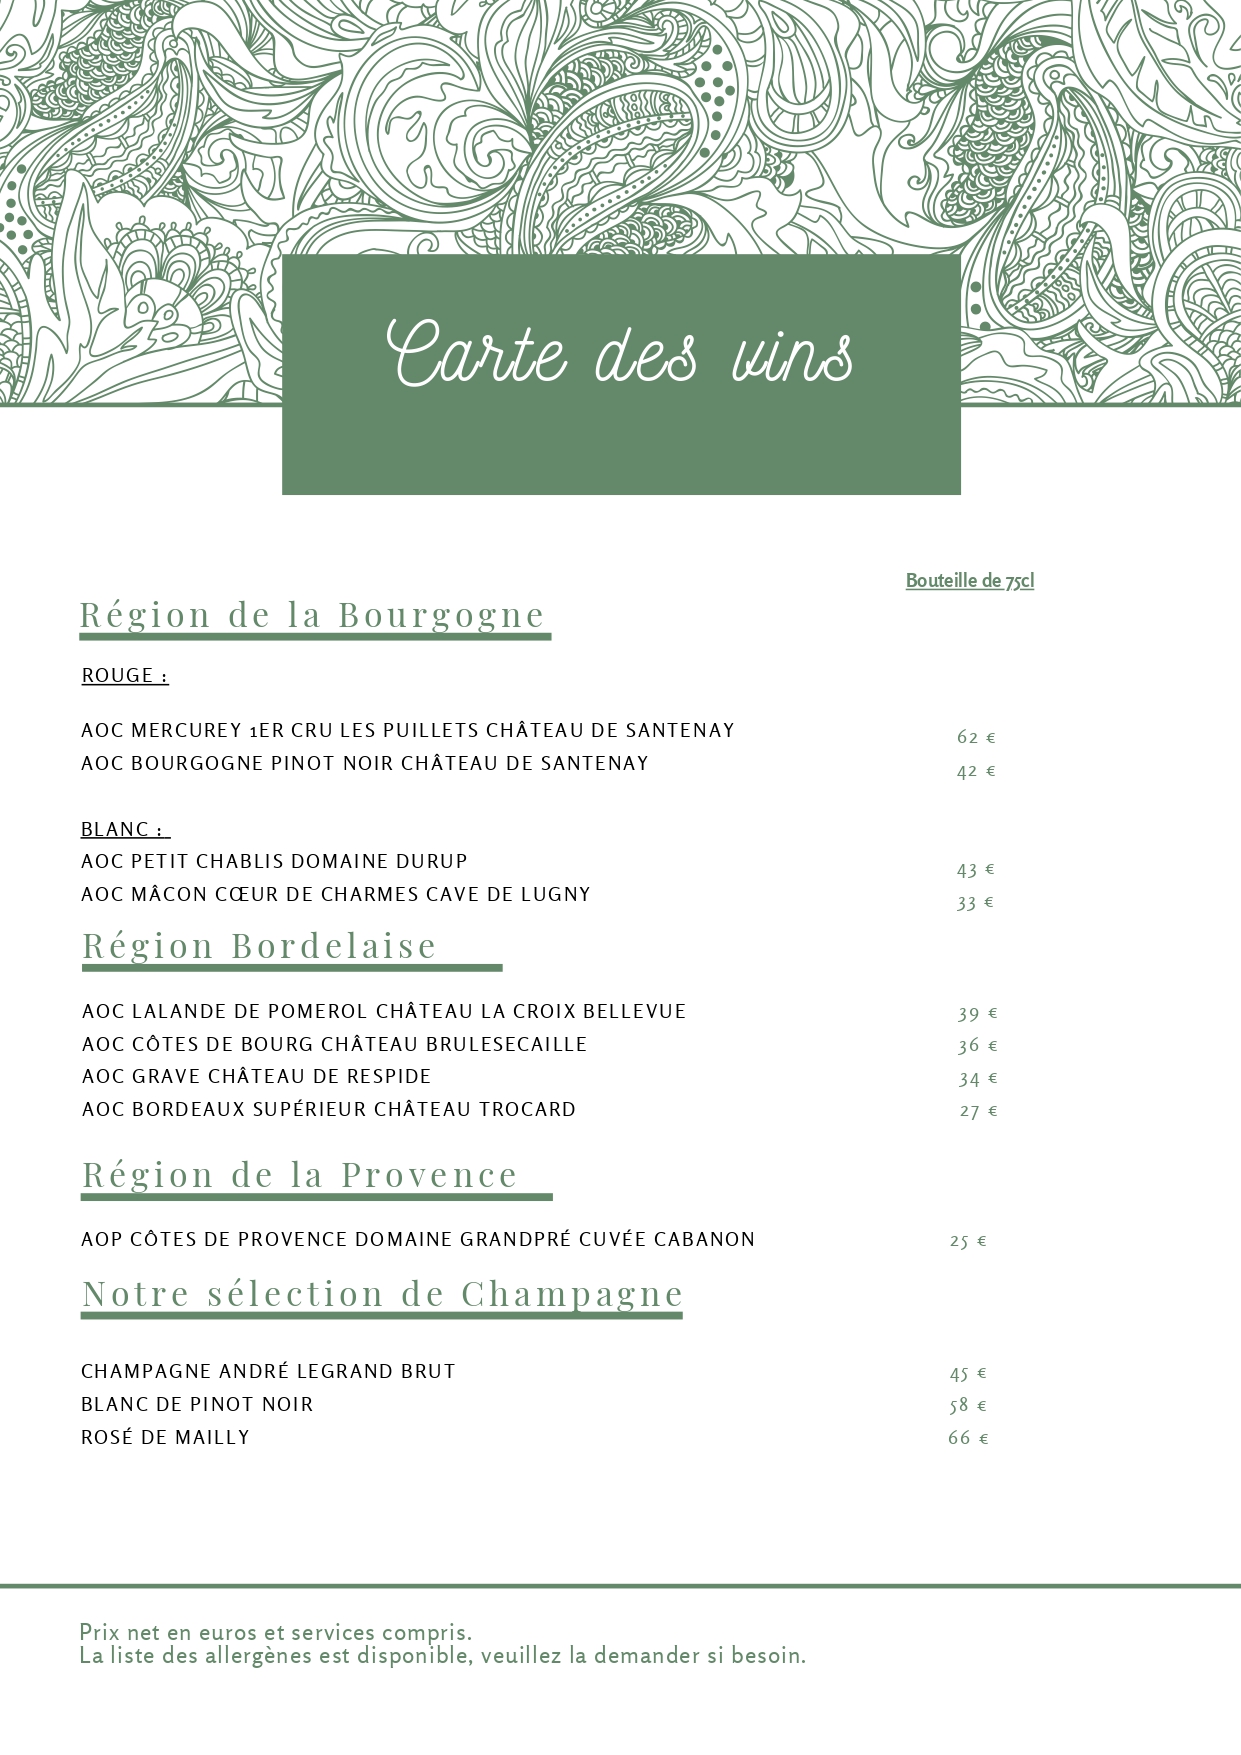 Carte des vins
Bouteille de 75cl
Région de la Bourgogne
ROUGE :
AOC MERCUREY 1ER CRU LES PUILLETS CHÂTEAU DE SANTENAY 62 €
AOC BOURGOGNE PINOT NOIR CHÂTEAU DE SANTENAY 42 €
BLANC :
AOC PETIT CHABLIS DOMAINE DURUP 43 €
AOC MÂCON CŒUR DE CHARMES CAVE DE LUGNY 33 €
Région Bordelaise
AOC LALANDE DE POMEROL CHÂTEAU LA CROIX BELLEVUE 39 €
AOC CÔTES DE BOURG CHÂTEAU BRULESECAILLE 36 €
AOC GRAVE CHÂTEAU DE RESPIDE 34 €
AOC BORDEAUX SUPÉRIEUR CHÂTEAU TROCARD 27 €
Région de la Provence
AOP CÔTES DE PROVENCE DOMAINE GRANDPRÉ CUVÉE CABANON 25 €
Notre sélection de Champagne
CHAMPAGNE ANDRÉ LEGRAND BRUT 45 €
BLANC DE PINOT NOIR 58 €
ROSÉ DE MAILLY 66 €
Prix net en euros et services compris.
La liste des allergènes est disponible, veuillez la demander si besoin.